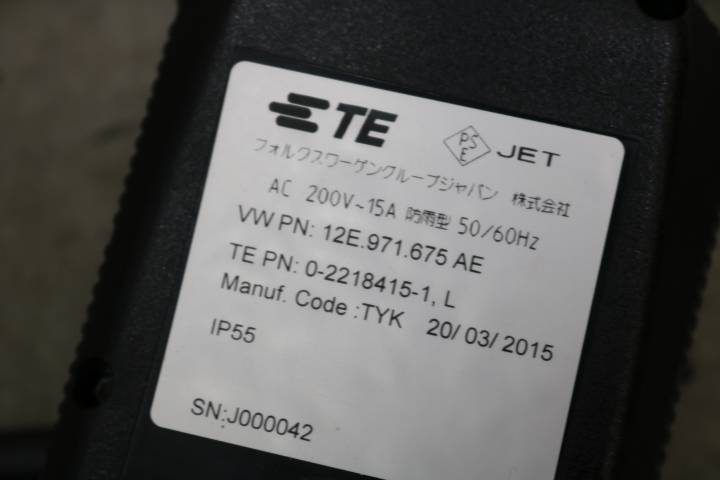 TE PSE JET
フォルクスワーゲングループジャパン 株式会社
AC 200V~15A 防雨型 50/60Hz
VW PN: 12E.971.675 AE
TE PN: 0-2218415-1, L
Manuf. Code :TYK 20/03/2015
IP55
SN:J000042